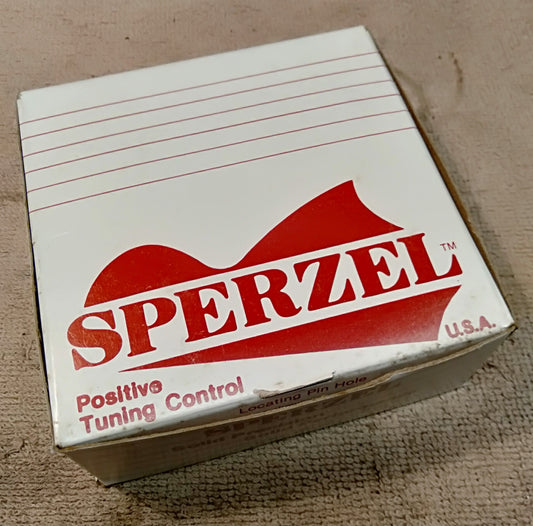 SPERZEL™
U.S.A.
Positive
Tuning Control
Locating Pin Hole